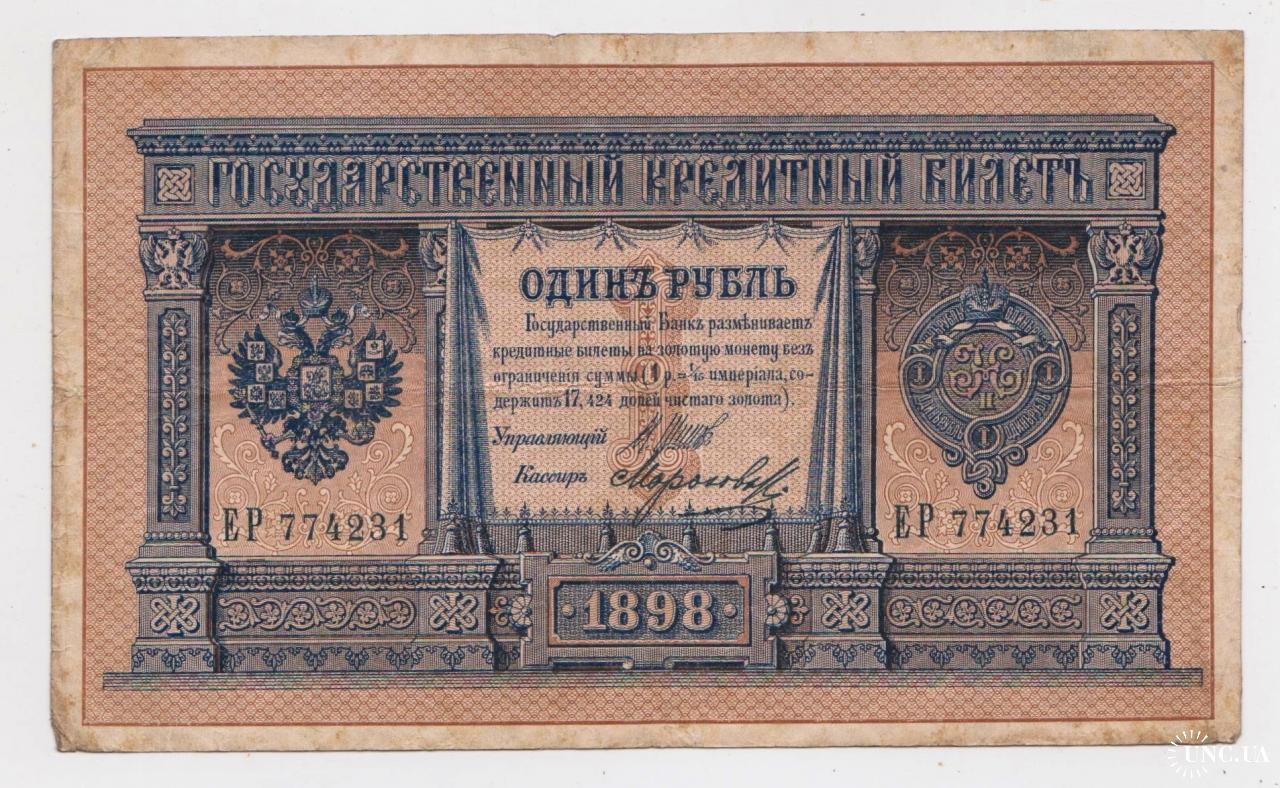 ГОСУДАРСТВЕННЫЙ КРЕДИТНЫЙ БИЛЕТЪ
ОДИНЪ РУБЛЬ
Государственный Банкъ размѣниваетъ
кредитные билеты на золотую монету безъ
ограниченія суммы (1 р.=1/15 имперіала, со-
держитъ 17,424 долей чистаго золота).
Управляющій
Кассиръ
ЕР 774231
ЕР 774231
1898
UNC.UA